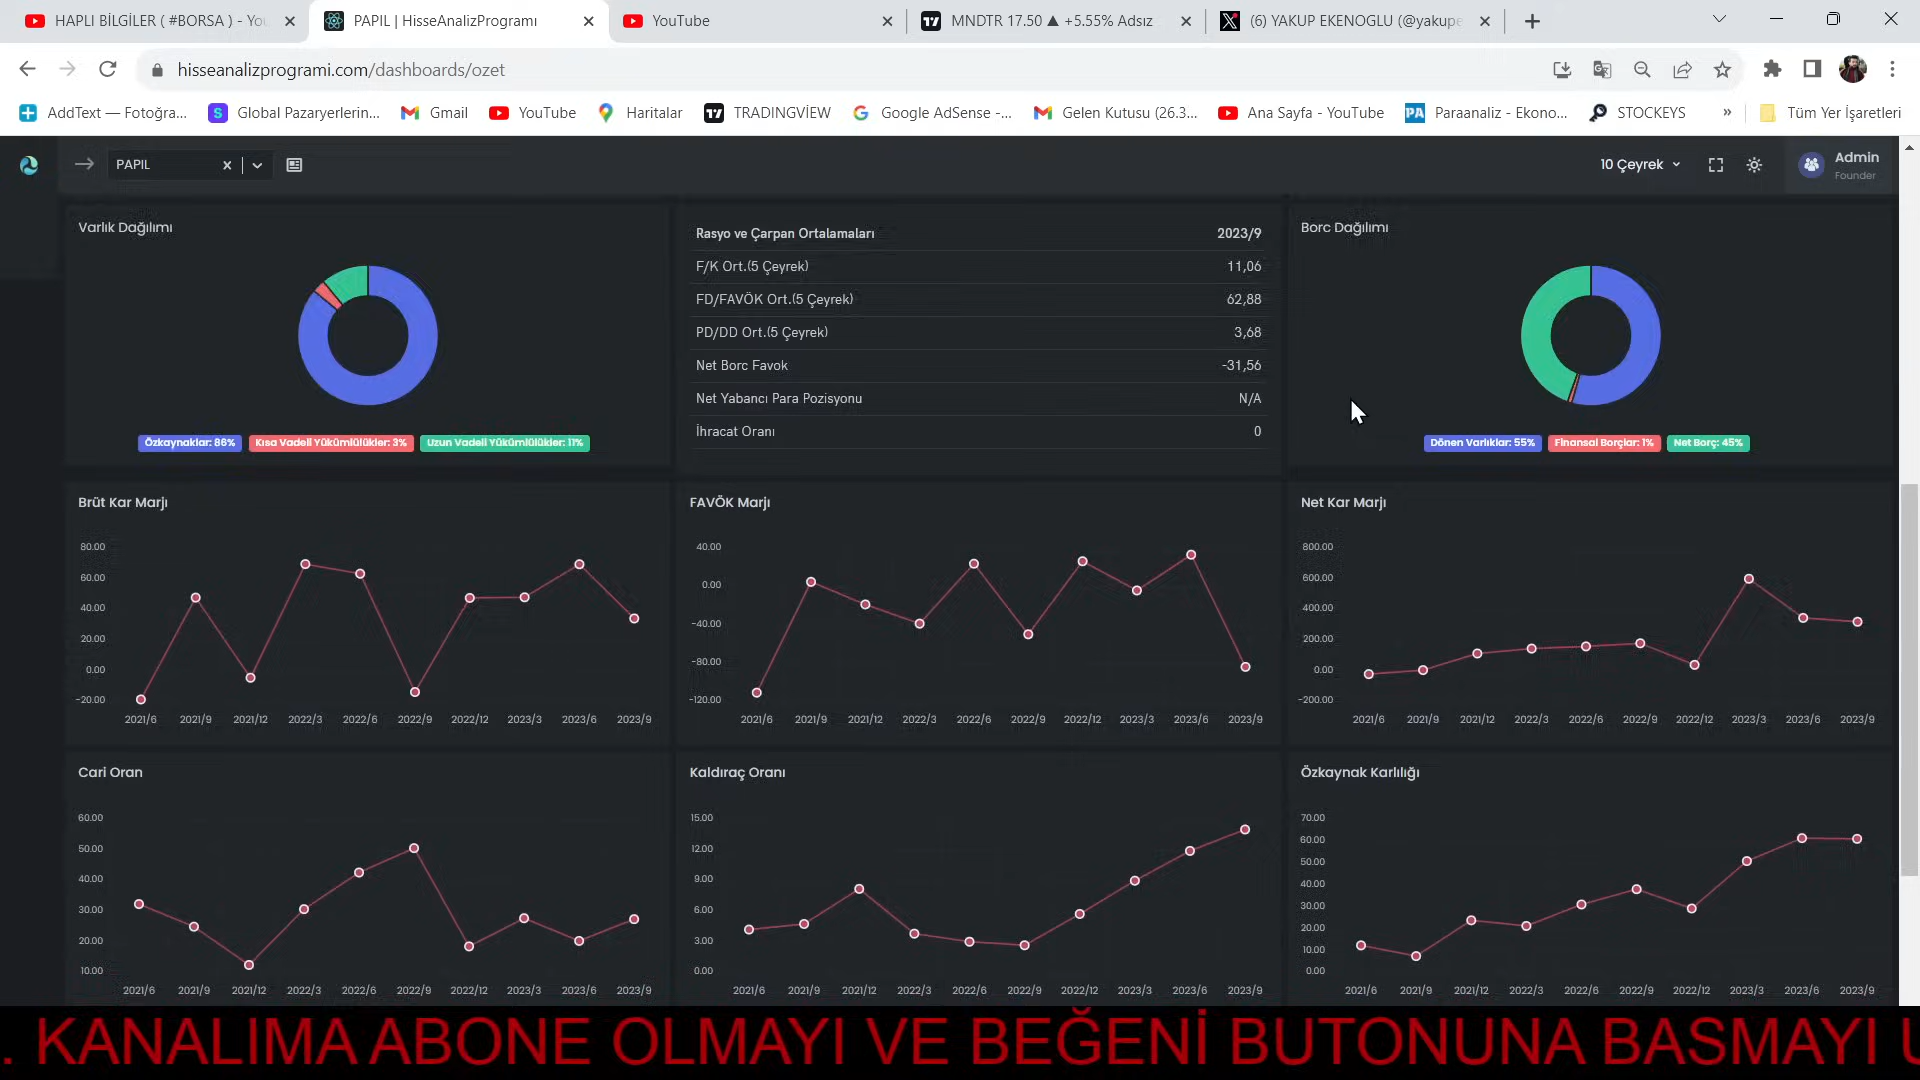 HAPLI BİLGİLER ( #BORSA ) - You
PAPIL | HisseAnalizProgramı
YouTube
MNDTR 17.50 ▲ +5.55% Adsız
(6) YAKUP EKENOGLU (@yakupe
hisseanalizprogrami.com/dashboards/ozet
AddText — Fotoğra...
Global Pazaryerlerin...
Gmail
YouTube
Haritalar
TRADINGVİEW
Google AdSense -...
Gelen Kutusu (26.3...
Ana Sayfa - YouTube
Paraanaliz - Ekono...
STOCKEYS
»
Tüm Yer İşaretleri
PAPIL
10 Çeyrek
Admin
Founder
Varlık Dağılımı
Özkaynaklar: 86%
Kısa Vadeli Yükümlülükler: 3%
Uzun Vadeli Yükümlülükler: 11%
Rasyo ve Çarpan Ortalamaları 2023/9
F/K Ort.(5 Çeyrek) 11,06
FD/FAVÖK Ort.(5 Çeyrek) 62,88
PD/DD Ort.(5 Çeyrek) 3,68
Net Borc Favok -31,56
Net Yabancı Para Pozisyonu N/A
İhracat Oranı 0
Borc Dağılımı
Dönen Varlıklar: 55%
Finansal Borçlar: 1%
Net Borç: 45%
Brüt Kar Marjı
80.00
60.00
40.00
20.00
0.00
-20.00
2021/6 2021/9 2021/12 2022/3 2022/6 2022/9 2022/12 2023/3 2023/6 2023/9
FAVÖK Marjı
40.00
0.00
-40.00
-80.00
-120.00
2021/6 2021/9 2021/12 2022/3 2022/6 2022/9 2022/12 2023/3 2023/6 2023/9
Net Kar Marjı
800.00
600.00
400.00
200.00
0.00
-200.00
2021/6 2021/9 2021/12 2022/3 2022/6 2022/9 2022/12 2023/3 2023/6 2023/9
Cari Oran
60.00
50.00
40.00
30.00
20.00
10.00
2021/6 2021/9 2021/12 2022/3 2022/6 2022/9 2022/12 2023/3 2023/6 2023/9
Kaldıraç Oranı
15.00
12.00
9.00
6.00
3.00
0.00
2021/6 2021/9 2021/12 2022/3 2022/6 2022/9 2022/12 2023/3 2023/6 2023/9
Özkaynak Karlılığı
70.00
60.00
50.00
40.00
30.00
20.00
10.00
0.00
2021/6 2021/9 2021/12 2022/3 2022/6 2022/9 2022/12 2023/3 2023/6 2023/9
. KANALIMA ABONE OLMAYI VE BEĞENİ BUTONUNA BASMAYI U